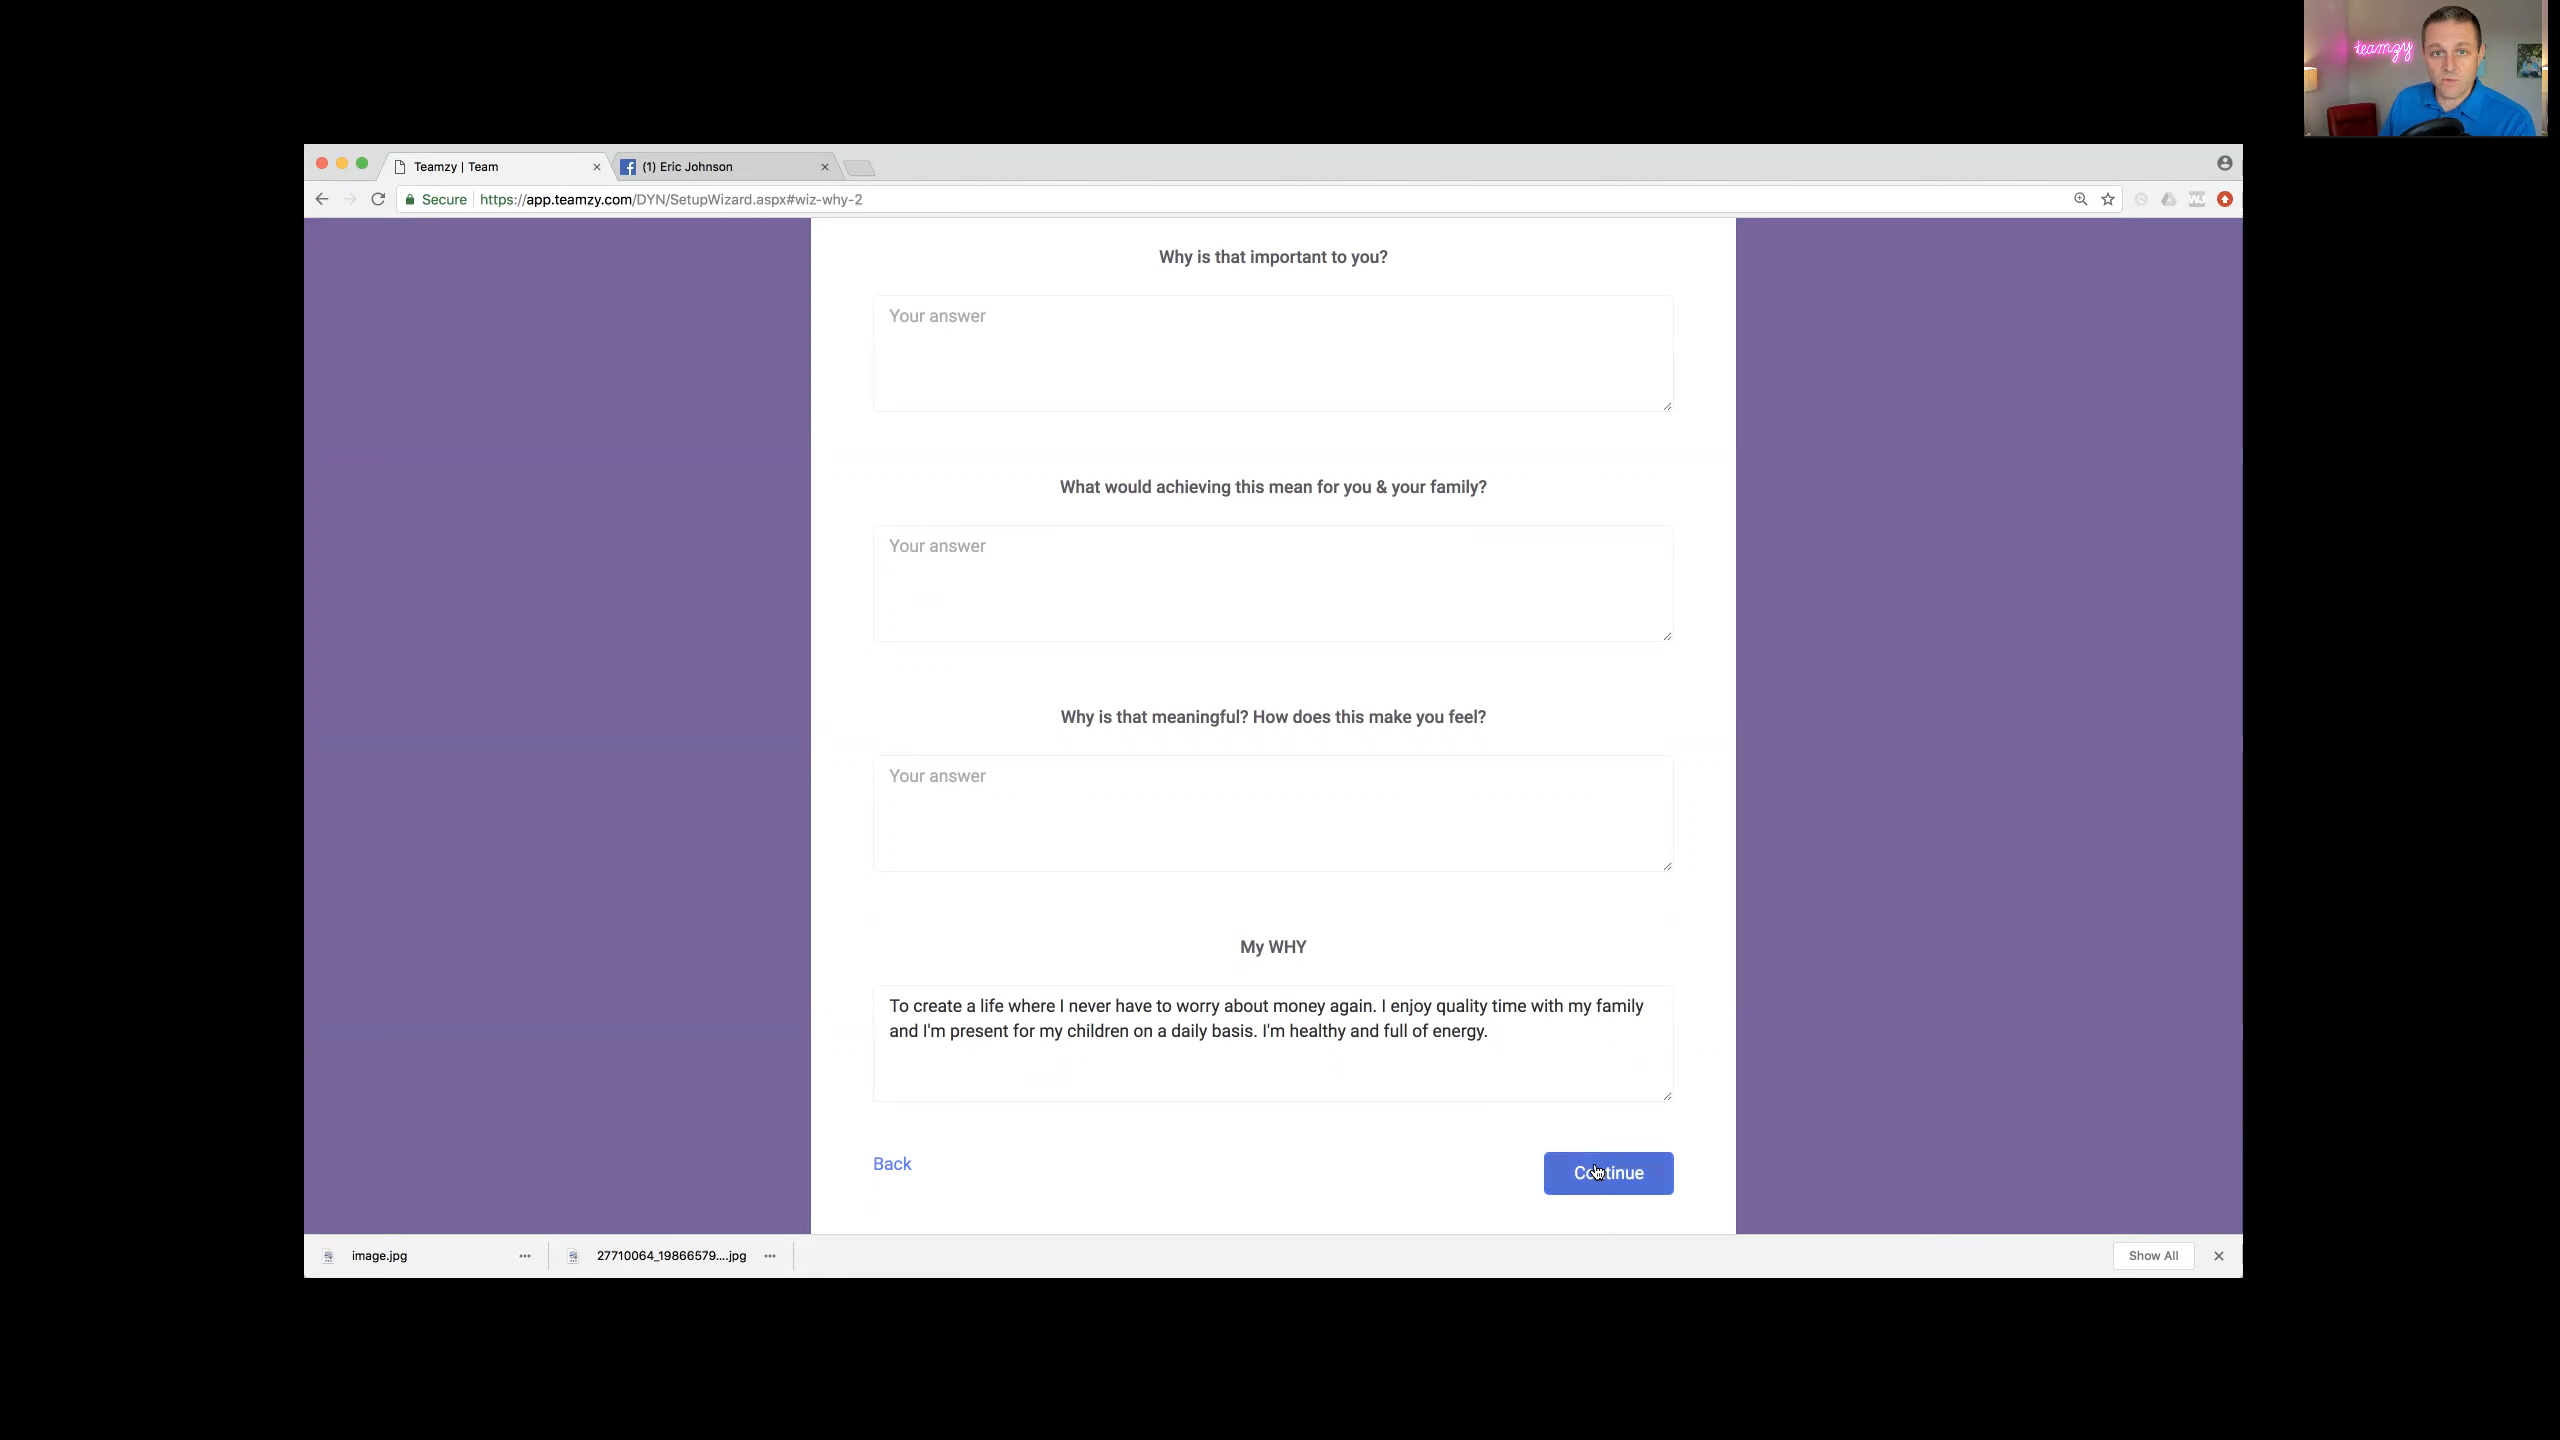 teamzy
Teamzy | Team
(1) Eric Johnson
Secure
https://app.teamzy.com/DYN/SetupWizard.aspx#wiz-why-2
WJ
Why is that important to you?
Your answer
What would achieving this mean for you & your family?
Your answer
Why is that meaningful? How does this make you feel?
Your answer
My WHY
To create a life where I never have to worry about money again. I enjoy quality time with my family
and I'm present for my children on a daily basis. I'm healthy and full of energy.
Back
Continue
image.jpg
27710064_19866579....jpg
Show All